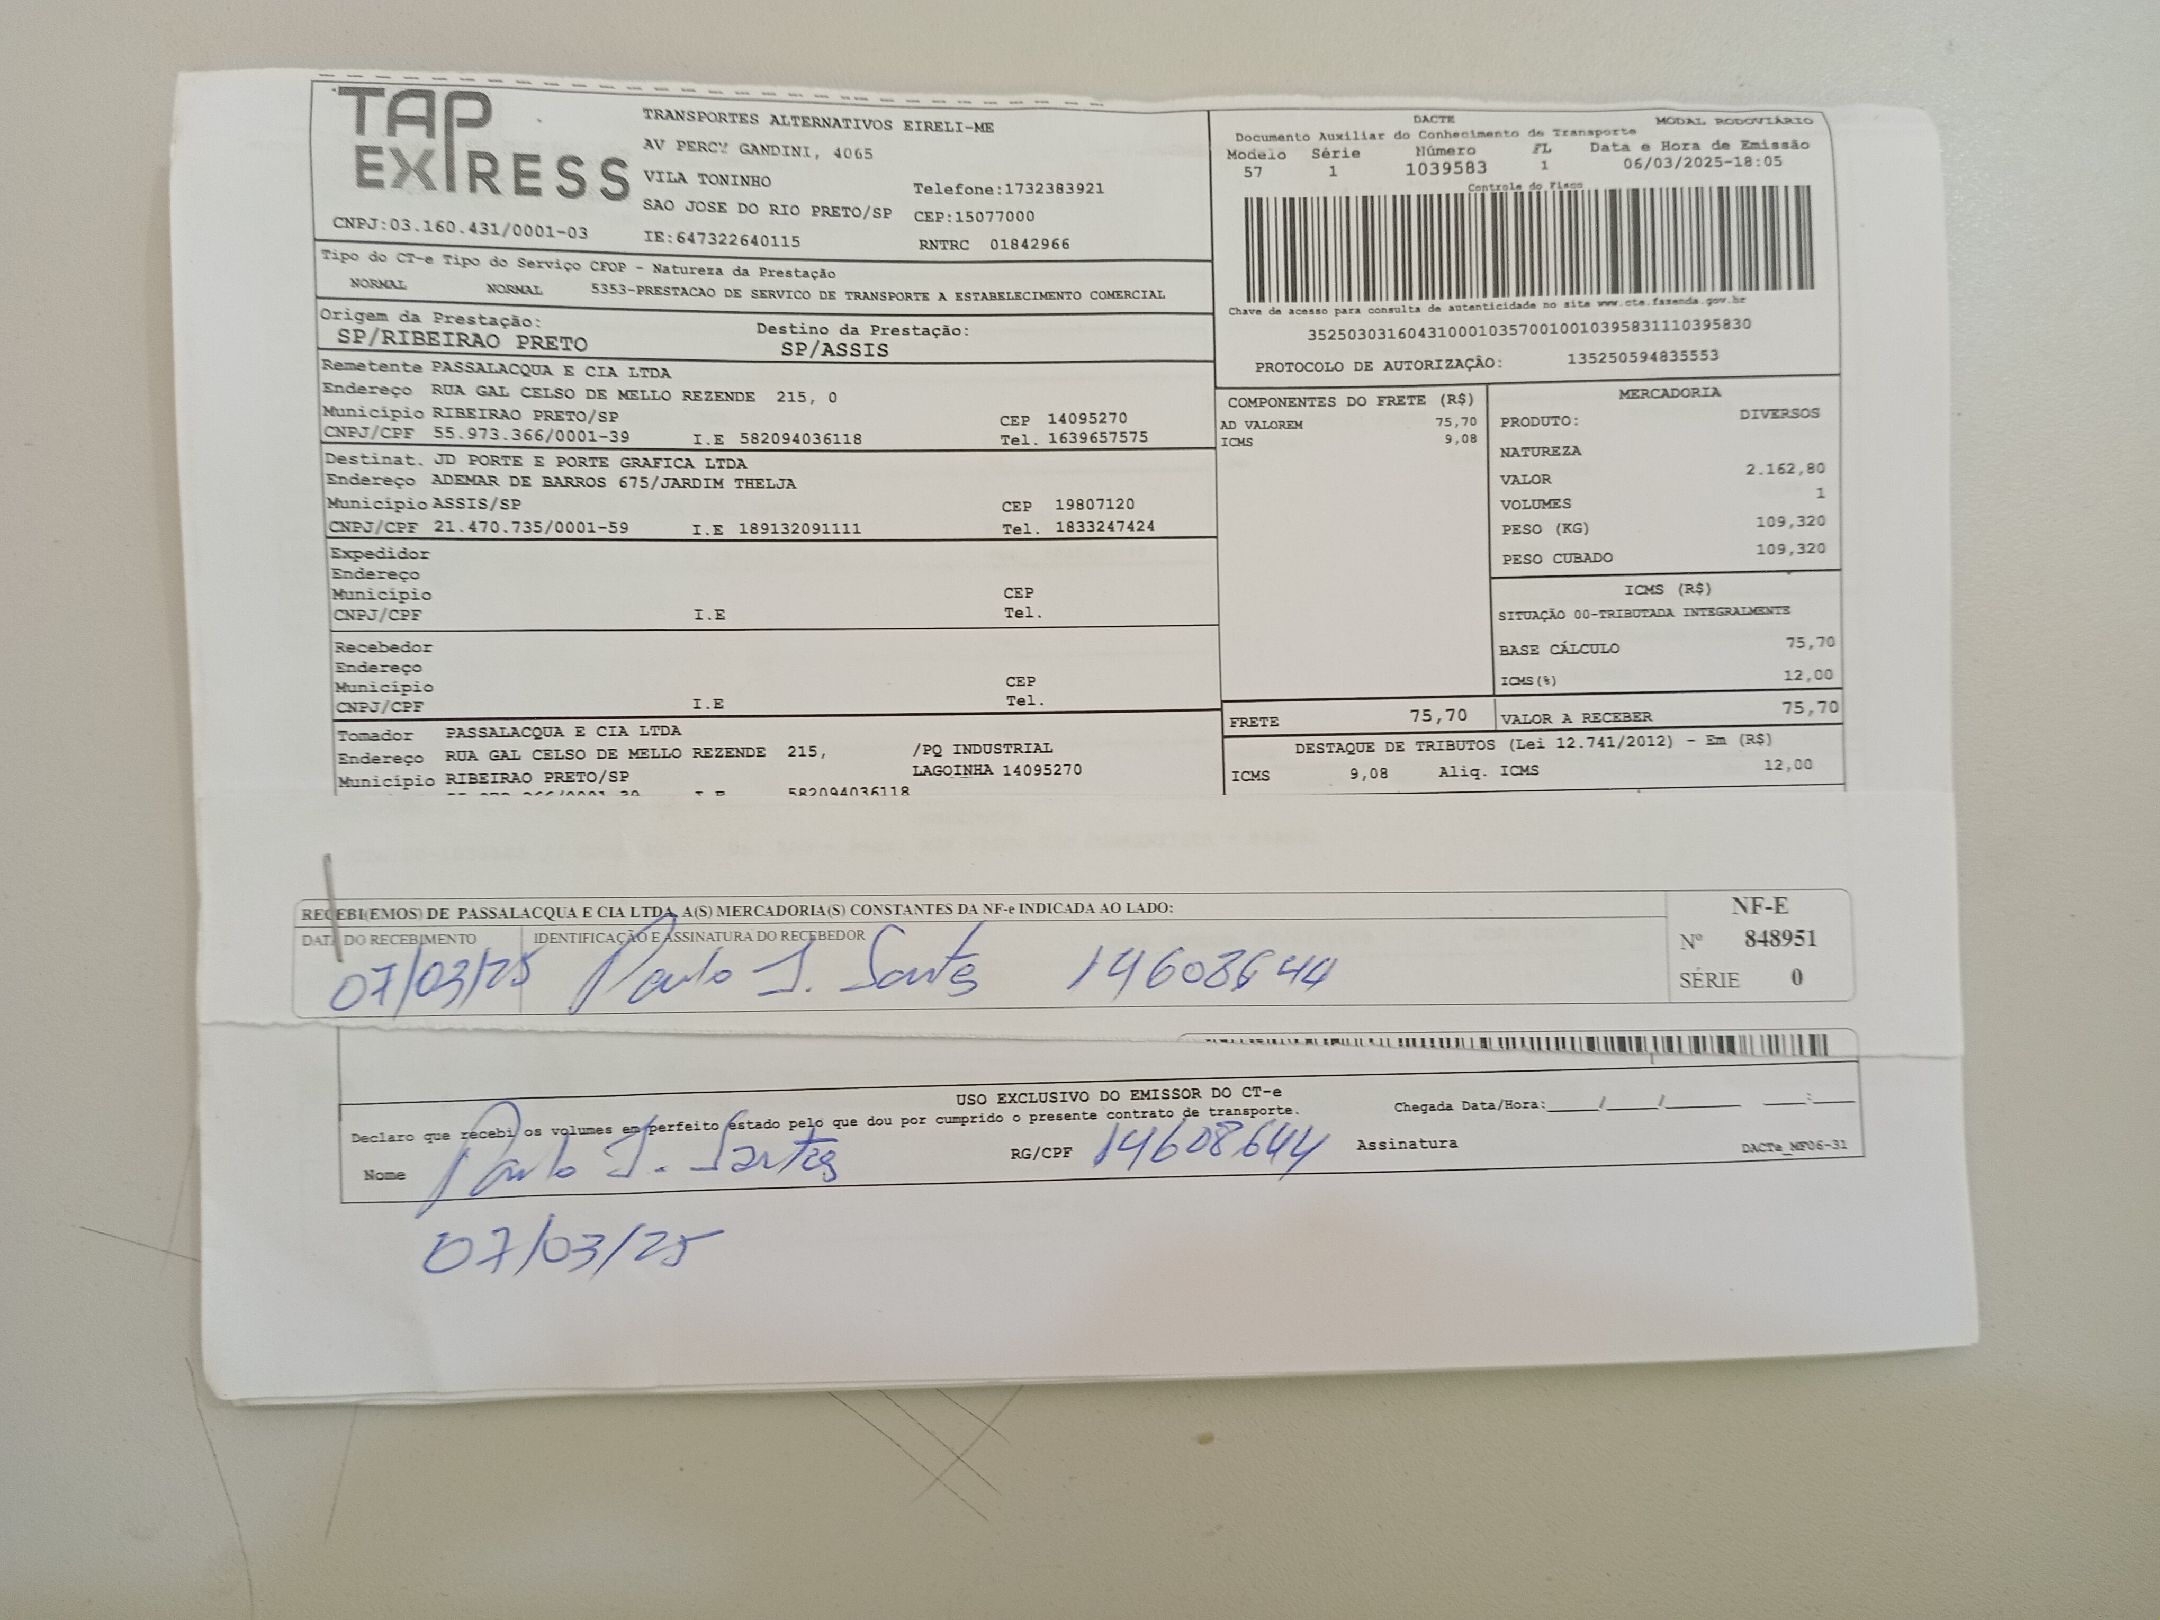 TAP EXPRESS
TRANSPORTES ALTERNATIVOS EIRELI-ME
AV PERCY GANDINI, 4065
VILA TONINHO Telefone:1732383921
SAO JOSE DO RIO PRETO/SP CEP:15077000
CNPJ:03.160.431/0001-03 IE:647322640115 RNTRC 01842966
DACTE MODAL RODOVIÁRIO
Documento Auxiliar do Conhecimento de Transporte
Modelo Série Número FL Data e Hora de Emissão
57 1 1039583 1 06/03/2025-18:05
Controle do Fisco
Chave de acesso para consulta de autenticidade no site www.cte.fazenda.gov.br
35250303160431000103570010010395831110395830
PROTOCOLO DE AUTORIZAÇÃO: 135250594835553
Tipo do CT-e Tipo do Serviço CFOP - Natureza da Prestação
NORMAL NORMAL 5353-PRESTACAO DE SERVICO DE TRANSPORTE A ESTABELECIMENTO COMERCIAL
Origem da Prestação: Destino da Prestação:
SP/RIBEIRAO PRETO SP/ASSIS
Remetente PASSALACQUA E CIA LTDA
Endereço RUA GAL CELSO DE MELLO REZENDE 215, 0
Município RIBEIRAO PRETO/SP CEP 14095270
CNPJ/CPF 55.973.366/0001-39 I.E 582094036118 Tel. 1639657575
Destinat. JD PORTE E PORTE GRAFICA LTDA
Endereço ADEMAR DE BARROS 675/JARDIM THELJA
Município ASSIS/SP CEP 19807120
CNPJ/CPF 21.470.735/0001-59 I.E 189132091111 Tel. 1833247424
Expedidor
Endereço
Município CEP
CNPJ/CPF I.E Tel.
Recebedor
Endereço
Município CEP
CNPJ/CPF I.E Tel.
Tomador PASSALACQUA E CIA LTDA
Endereço RUA GAL CELSO DE MELLO REZENDE 215, /PQ INDUSTRIAL
Município RIBEIRAO PRETO/SP LAGOINHA 14095270
582094036118
COMPONENTES DO FRETE (R$)
AD VALOREM 75,70
ICMS 9,08
MERCADORIA
PRODUTO: DIVERSOS
NATUREZA
VALOR 2.162,80
VOLUMES 1
PESO (KG) 109,320
PESO CUBADO 109,320
ICMS (R$)
SITUAÇÃO 00-TRIBUTADA INTEGRALMENTE
BASE CÁLCULO 75,70
ICMS(%) 12,00
FRETE 75,70 VALOR A RECEBER 75,70
DESTAQUE DE TRIBUTOS (Lei 12.741/2012) - Em (R$)
ICMS 9,08 Aliq. ICMS 12,00
RECEBI(EMOS) DE PASSALACQUA E CIA LTDA A(S) MERCADORIA(S) CONSTANTES DA NF-e INDICADA AO LADO:
DATA DO RECEBIMENTO IDENTIFICAÇÃO E ASSINATURA DO RECEBEDOR
07/03/25 Paulo J. Santos 14608644
NF-E
Nº 848951
SÉRIE 0
USO EXCLUSIVO DO EMISSOR DO CT-e
Declaro que recebi os volumes em perfeito estado pelo que dou por cumprido o presente contrato de transporte. Chegada Data/Hora:____/____/______ ___:___
Nome Paulo J. Santos RG/CPF 14608644 Assinatura
DACTe_MF06-31
07/03/25